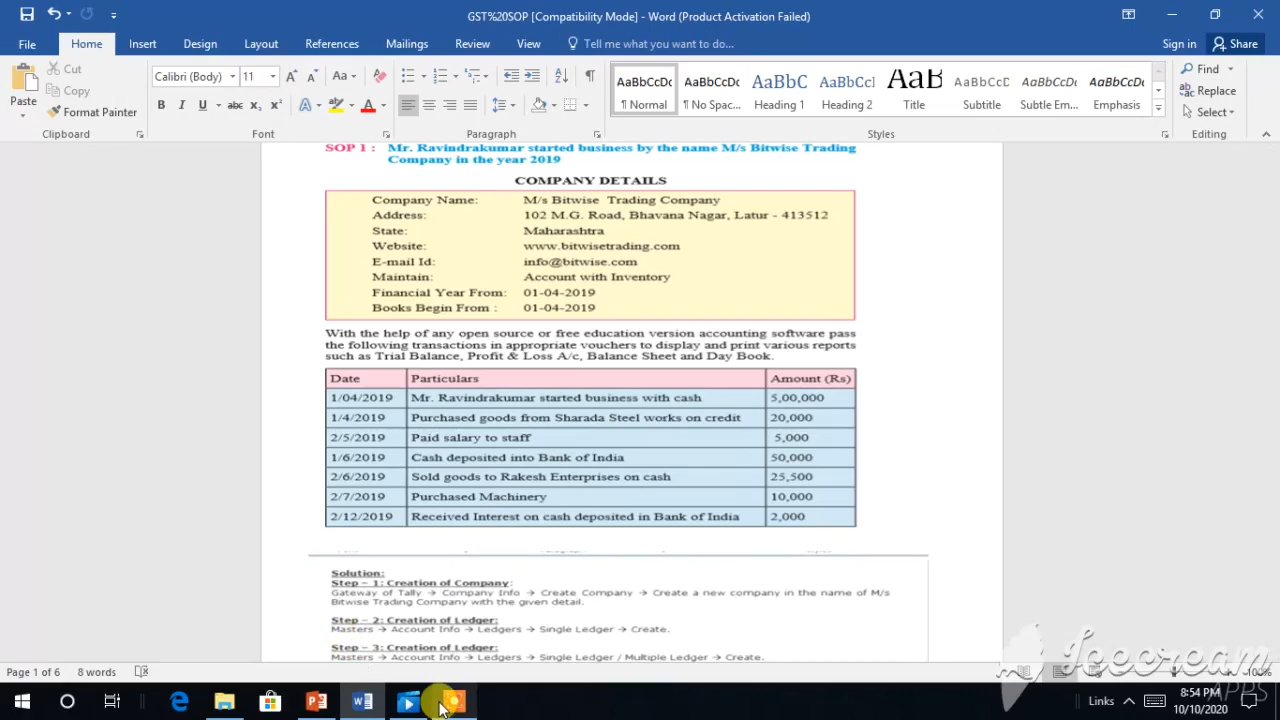 GST%20SOP [Compatibility Mode] - Word (Product Activation Failed)
File Home Insert Design Layout References Mailings Review View Tell me what you want to do... Sign in Share
Paste Cut Copy Format Painter
Calibri (Body) 11
AaBbCcDc AaBbCcDc AaBbC AaBbCcI AaB AaBbCcD AaBbCcDc AaBbCcDc
¶ Normal ¶ No Spac... Heading 1 Heading 2 Title Subtitle Subtle Em... Emphasis
Find Replace Select
Clipboard Font Paragraph Styles Editing
SOP 1 : Mr. Ravindrakumar started business by the name M/s Bitwise Trading
Company in the year 2019
COMPANY DETAILS
Company Name: M/s Bitwise Trading Company
Address: 102 M.G. Road, Bhavana Nagar, Latur - 413512
State: Maharashtra
Website: www.bitwisetrading.com
E-mail Id: info@bitwise.com
Maintain: Account with Inventory
Financial Year From: 01-04-2019
Books Begin From : 01-04-2019
With the help of any open source or free education version accounting software pass
the following transactions in appropriate vouchers to display and print various reports
such as Trial Balance, Profit & Loss A/c, Balance Sheet and Day Book.
Date Particulars Amount (Rs)
1/04/2019 Mr. Ravindrakumar started business with cash 5,00,000
1/4/2019 Purchased goods from Sharada Steel works on credit 20,000
2/5/2019 Paid salary to staff 5,000
1/6/2019 Cash deposited into Bank of India 50,000
2/6/2019 Sold goods to Rakesh Enterprises on cash 25,500
2/7/2019 Purchased Machinery 10,000
2/12/2019 Received Interest on cash deposited in Bank of India 2,000
Solution:
Step – 1: Creation of Company:
Gateway of Tally → Company Info → Create Company → Create a new company in the name of M/s
Bitwise Trading Company with the given detail.
Step – 2: Creation of Ledger:
Masters → Account Info → Ledgers → Single Ledger → Create.
Step – 3: Creation of Ledger:
Masters → Account Info → Ledgers → Single Ledger / Multiple Ledger → Create.
Icecream
APPS
Page 1 of 6 8 words 100%
Links 8:54 PM
10/10/2020